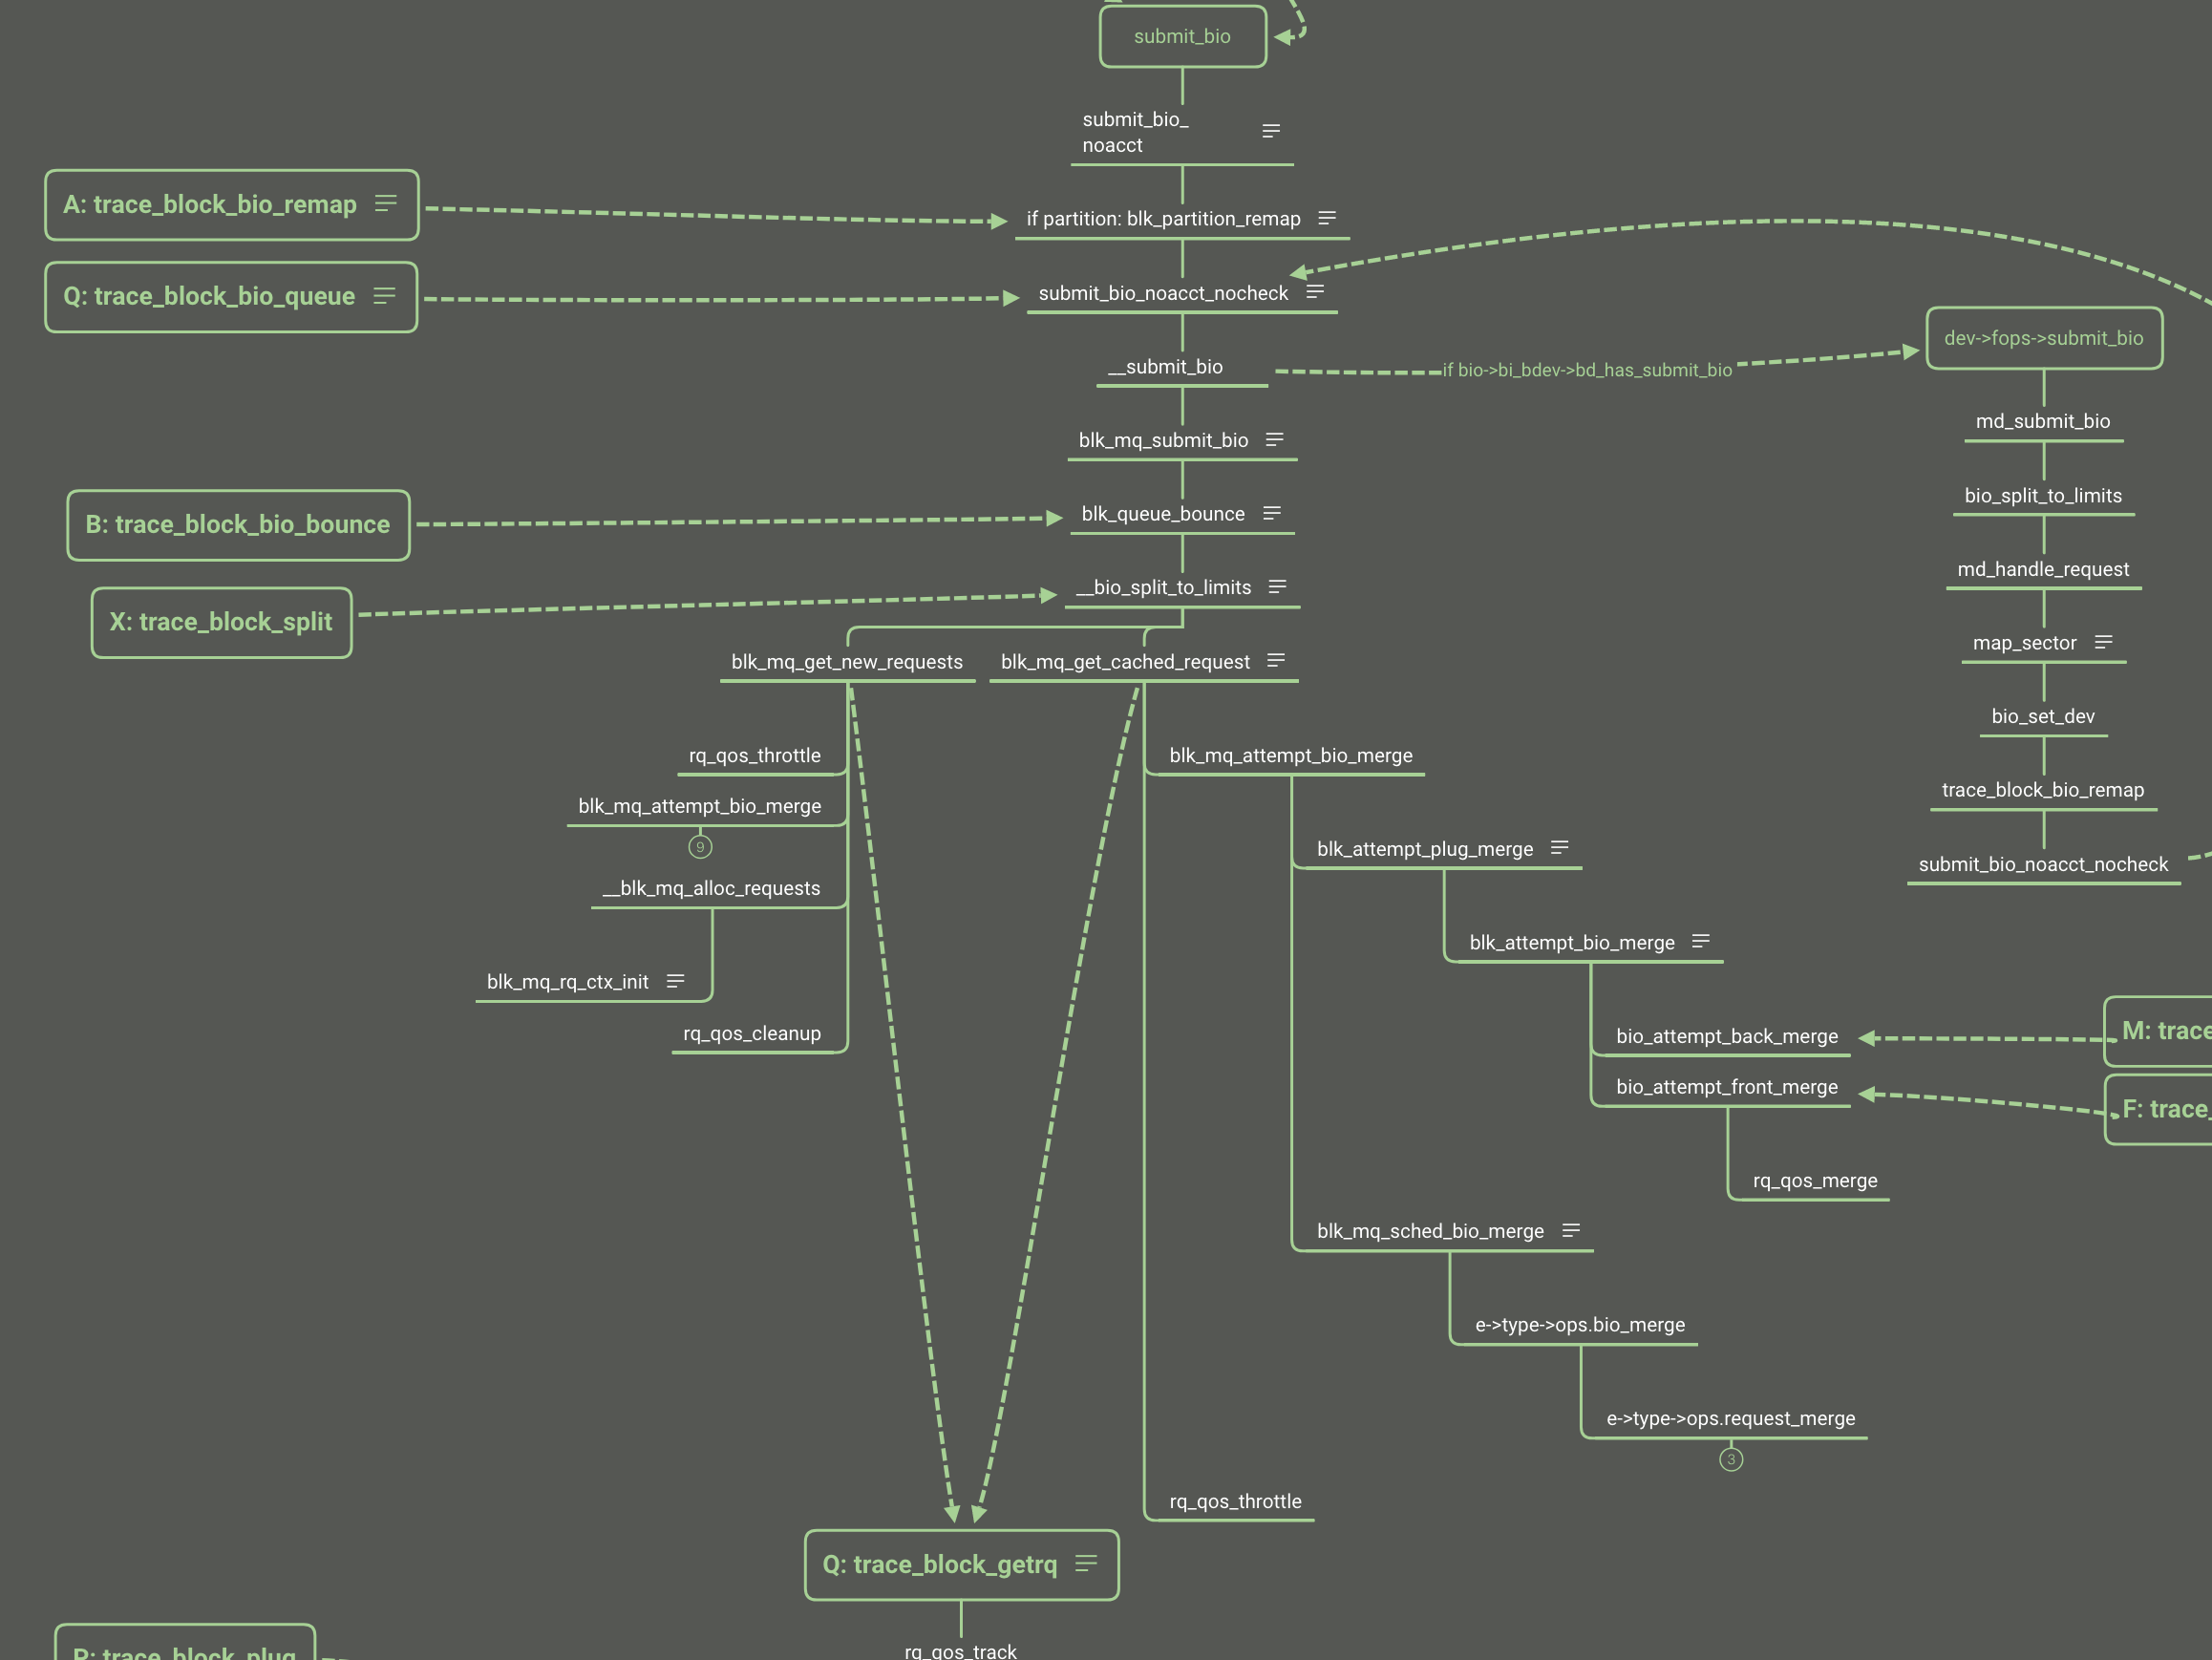 submit_bio
submit_bio_
noacct
A: trace_block_bio_remap
if partition: blk_partition_remap
Q: trace_block_bio_queue
submit_bio_noacct_nocheck
dev->fops->submit_bio
__submit_bio
if bio->bi_bdev->bd_has_submit_bio
md_submit_bio
blk_mq_submit_bio
bio_split_to_limits
B: trace_block_bio_bounce
blk_queue_bounce
md_handle_request
__bio_split_to_limits
X: trace_block_split
map_sector
blk_mq_get_new_requests
blk_mq_get_cached_request
bio_set_dev
rq_qos_throttle
blk_mq_attempt_bio_merge
trace_block_bio_remap
blk_mq_attempt_bio_merge
9
blk_attempt_plug_merge
submit_bio_noacct_nocheck
__blk_mq_alloc_requests
blk_attempt_bio_merge
blk_mq_rq_ctx_init
rq_qos_cleanup
bio_attempt_back_merge
M: trace
bio_attempt_front_merge
F: trace_
rq_qos_merge
blk_mq_sched_bio_merge
e->type->ops.bio_merge
e->type->ops.request_merge
3
rq_qos_throttle
Q: trace_block_getrq
rq_qos_track
P: trace_block_plug